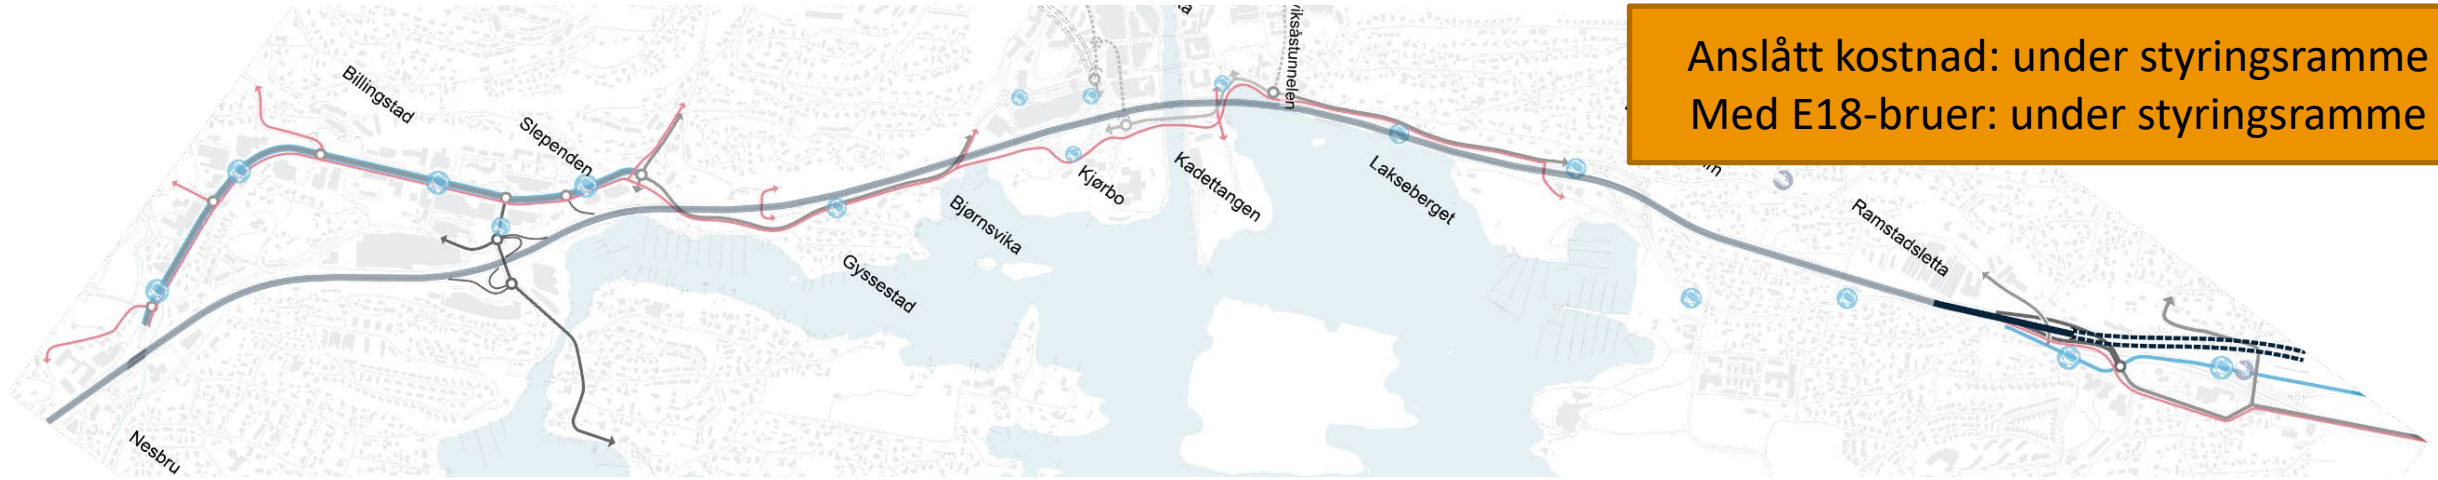 Anslått kostnad: under styringsramme
Med E18-bruer: under styringsramme
Billingstad
Slependen
Nesbru
Gyssestad
Bjørnsvika
Kjørbo
Kadettangen
Lakseberget
Ramstadsletta